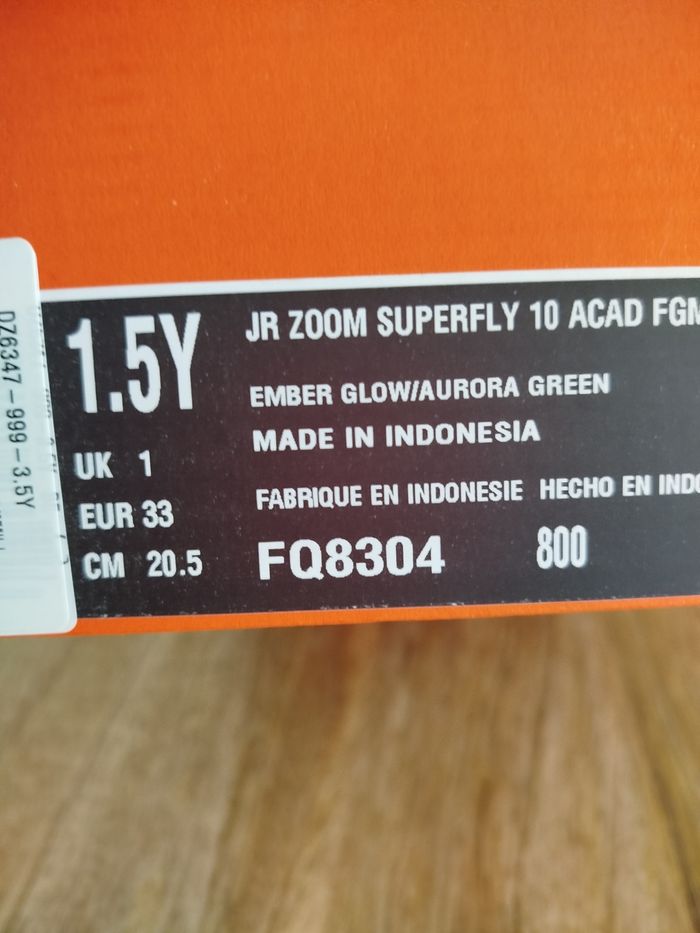 1.5Y
JR ZOOM SUPERFLY 10 ACAD FGM
EMBER GLOW/AURORA GREEN
MADE IN INDONESIA
UK 1
EUR 33
FABRIQUE EN INDONESIE HECHO EN INDO
CM 20.5
FQ8304 800
DZ6347-999-3.5Y